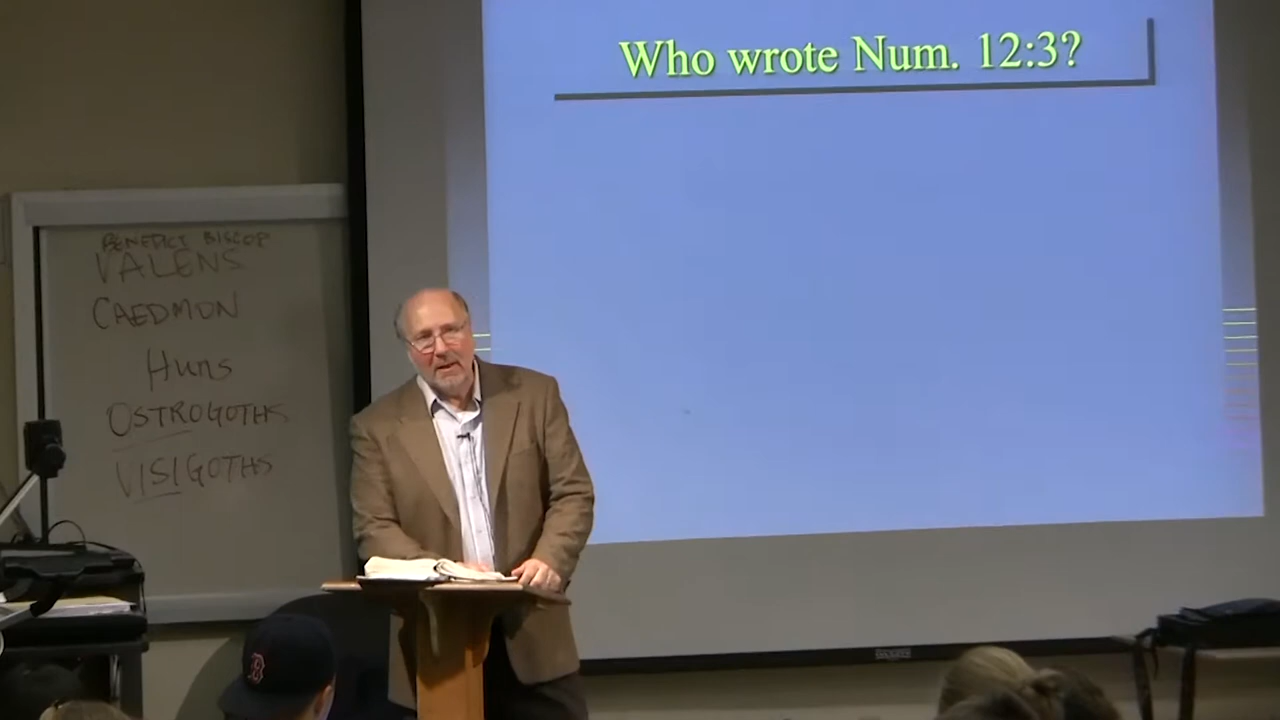 Who wrote Num. 12:3?
BENEDICT BISCOP
VALENS
CAEDMON
Huns
OSTROGOTHS
VISIGOTHS
B